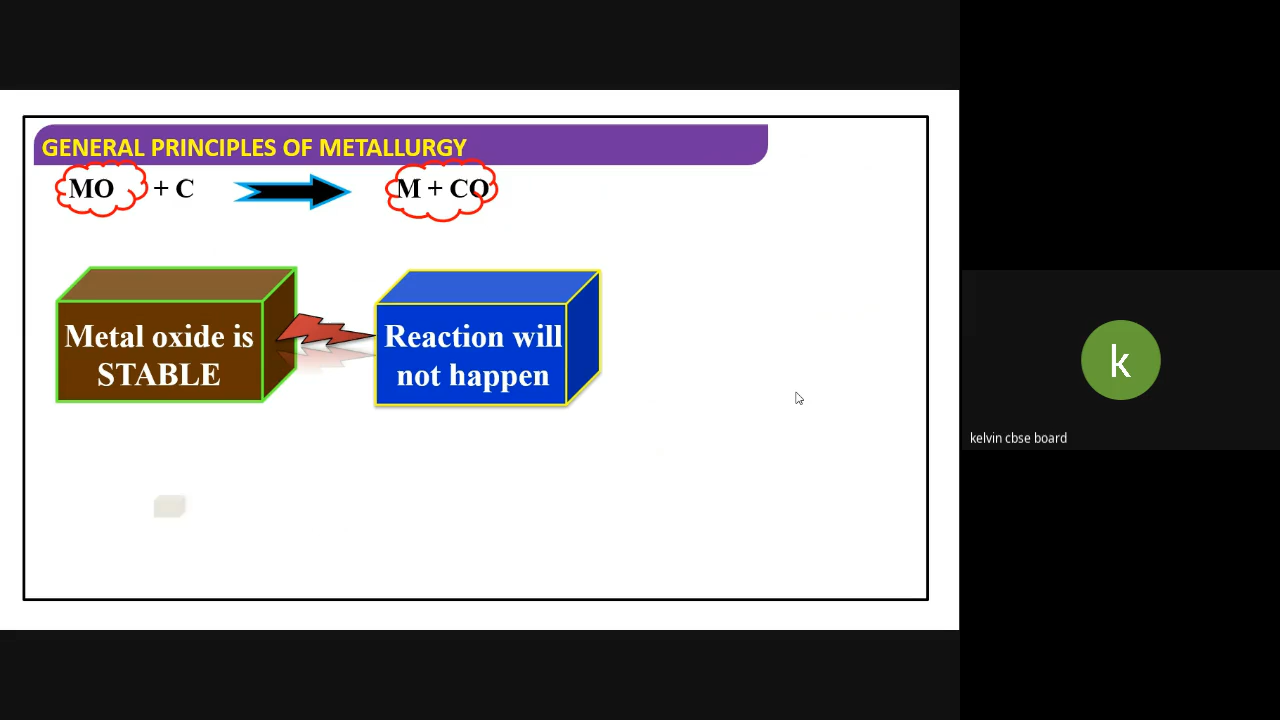 GENERAL PRINCIPLES OF METALLURGY
MO + C M + CO
Metal oxide is
STABLE
Reaction will
not happen
k
kelvin cbse board